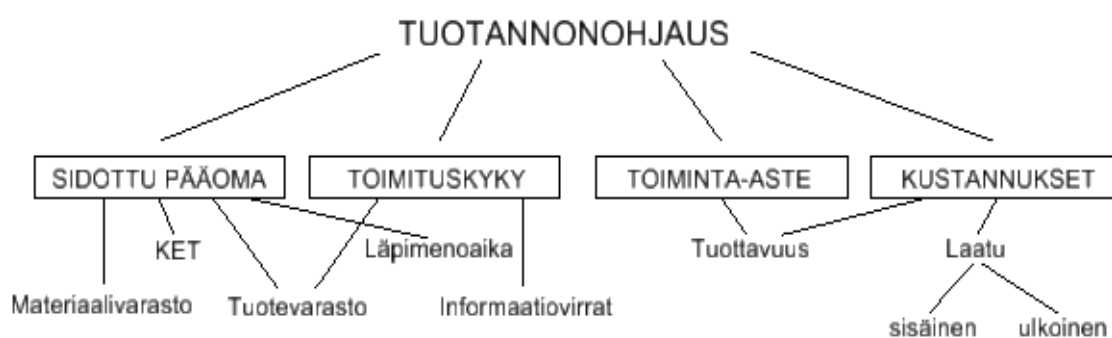 TUOTANNONOHJAUS
SIDOTTU PÄÄOMA
TOIMITUSKYKY
TOIMINTA-ASTE
KUSTANNUKSET
KET
Läpimenoaika
Tuottavuus
Laatu
Materiaalivarasto
Tuotevarasto
Informaatiovirrat
sisäinen
ulkoinen